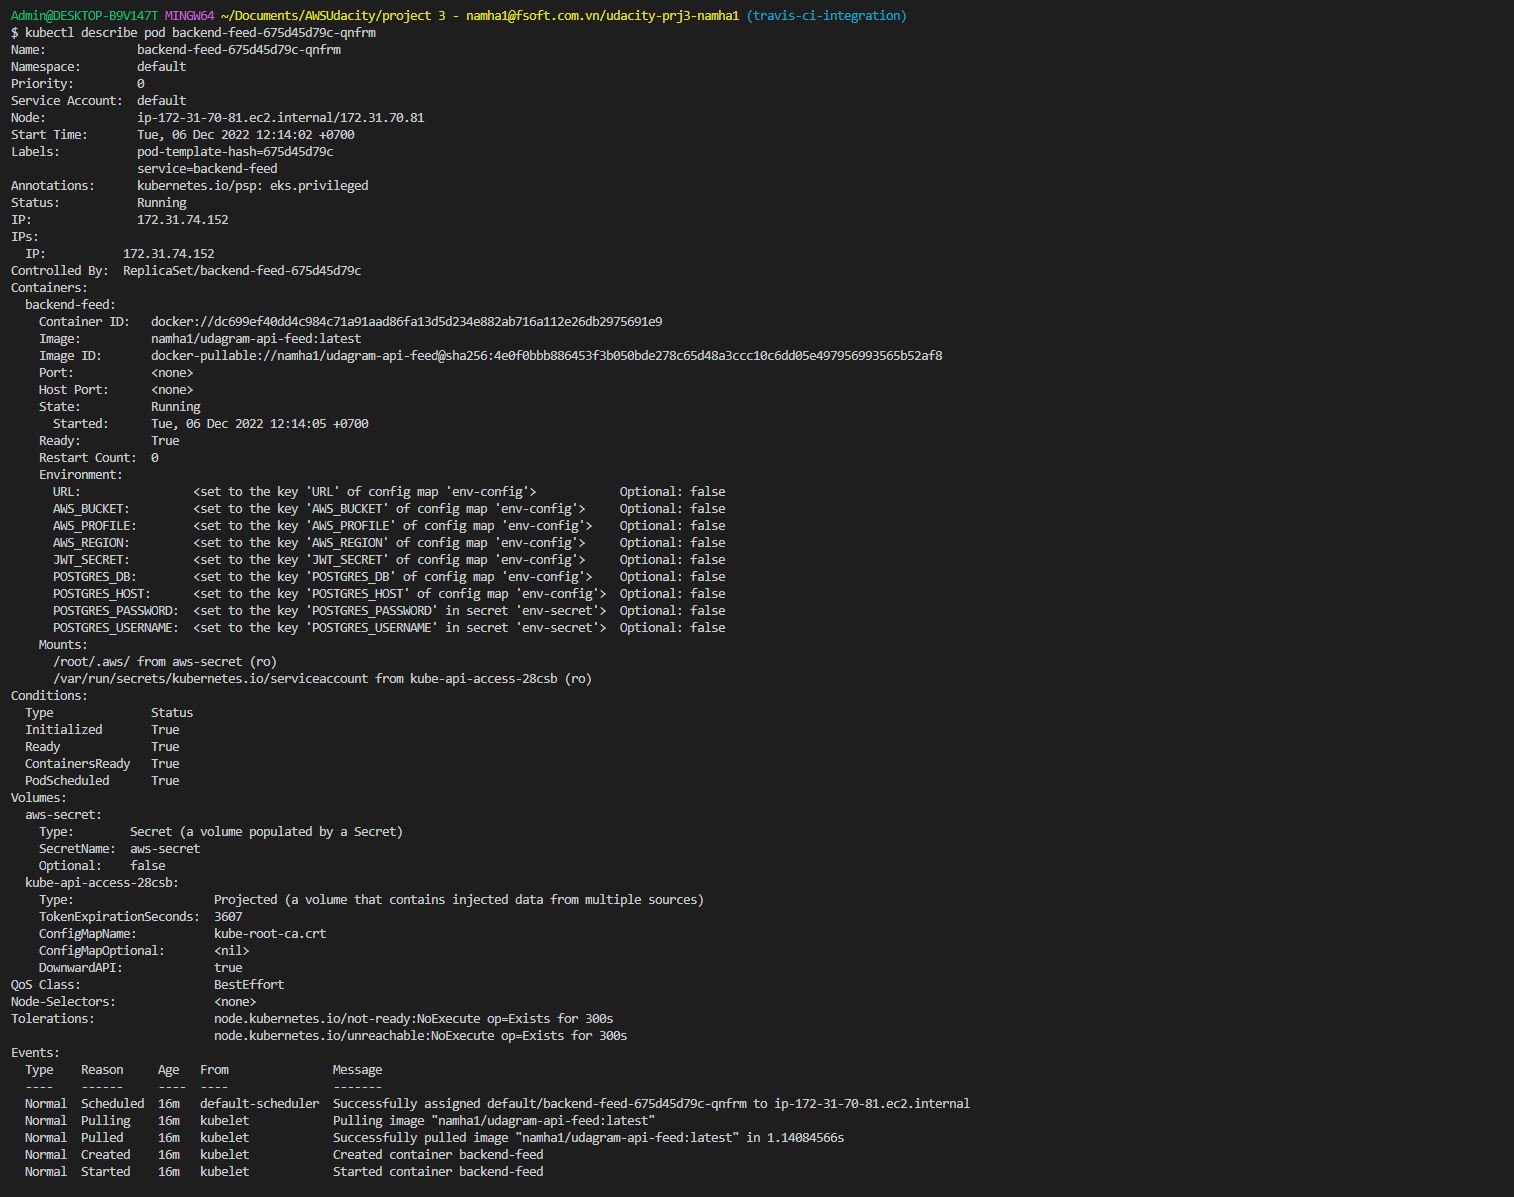 Admin@DESKTOP-B9V147T MINGW64 ~/Documents/AWSUdacity/project 3 - namha1@fsoft.com.vn/udacity-prj3-namha1 (travis-ci-integration)
$ kubectl describe pod backend-feed-675d45d79c-qnfrm
Name:             backend-feed-675d45d79c-qnfrm
Namespace:        default
Priority:         0
Service Account:  default
Node:             ip-172-31-70-81.ec2.internal/172.31.70.81
Start Time:       Tue, 06 Dec 2022 12:14:02 +0700
Labels:           pod-template-hash=675d45d79c
                  service=backend-feed
Annotations:      kubernetes.io/psp: eks.privileged
Status:           Running
IP:               172.31.74.152
IPs:
  IP:           172.31.74.152
Controlled By:  ReplicaSet/backend-feed-675d45d79c
Containers:
  backend-feed:
    Container ID:   docker://dc699ef40dd4c984c71a91aad86fa13d5d234e882ab716a112e26db2975691e9
    Image:          namha1/udagram-api-feed:latest
    Image ID:       docker-pullable://namha1/udagram-api-feed@sha256:4e0f0bbb886453f3b050bde278c65d48a3ccc10c6dd05e497956993565b52af8
    Port:           <none>
    Host Port:      <none>
    State:          Running
      Started:      Tue, 06 Dec 2022 12:14:05 +0700
    Ready:          True
    Restart Count:  0
    Environment:
      URL:                <set to the key 'URL' of config map 'env-config'>            Optional: false
      AWS_BUCKET:         <set to the key 'AWS_BUCKET' of config map 'env-config'>     Optional: false
      AWS_PROFILE:        <set to the key 'AWS_PROFILE' of config map 'env-config'>    Optional: false
      AWS_REGION:         <set to the key 'AWS_REGION' of config map 'env-config'>     Optional: false
      JWT_SECRET:         <set to the key 'JWT_SECRET' of config map 'env-config'>     Optional: false
      POSTGRES_DB:        <set to the key 'POSTGRES_DB' of config map 'env-config'>    Optional: false
      POSTGRES_HOST:      <set to the key 'POSTGRES_HOST' of config map 'env-config'>  Optional: false
      POSTGRES_PASSWORD:  <set to the key 'POSTGRES_PASSWORD' in secret 'env-secret'>  Optional: false
      POSTGRES_USERNAME:  <set to the key 'POSTGRES_USERNAME' in secret 'env-secret'>  Optional: false
    Mounts:
      /root/.aws/ from aws-secret (ro)
      /var/run/secrets/kubernetes.io/serviceaccount from kube-api-access-28csb (ro)
Conditions:
  Type              Status
  Initialized       True
  Ready             True
  ContainersReady   True
  PodScheduled      True
Volumes:
  aws-secret:
    Type:        Secret (a volume populated by a Secret)
    SecretName:  aws-secret
    Optional:    false
  kube-api-access-28csb:
    Type:                    Projected (a volume that contains injected data from multiple sources)
    TokenExpirationSeconds:  3607
    ConfigMapName:           kube-root-ca.crt
    ConfigMapOptional:       <nil>
    DownwardAPI:             true
QoS Class:                   BestEffort
Node-Selectors:              <none>
Tolerations:                 node.kubernetes.io/not-ready:NoExecute op=Exists for 300s
                             node.kubernetes.io/unreachable:NoExecute op=Exists for 300s
Events:
  Type    Reason     Age   From               Message
  ----    ------     ----  ----               -------
  Normal  Scheduled  16m   default-scheduler  Successfully assigned default/backend-feed-675d45d79c-qnfrm to ip-172-31-70-81.ec2.internal
  Normal  Pulling    16m   kubelet            Pulling image "namha1/udagram-api-feed:latest"
  Normal  Pulled     16m   kubelet            Successfully pulled image "namha1/udagram-api-feed:latest" in 1.14084566s
  Normal  Created    16m   kubelet            Created container backend-feed
  Normal  Started    16m   kubelet            Started container backend-feed